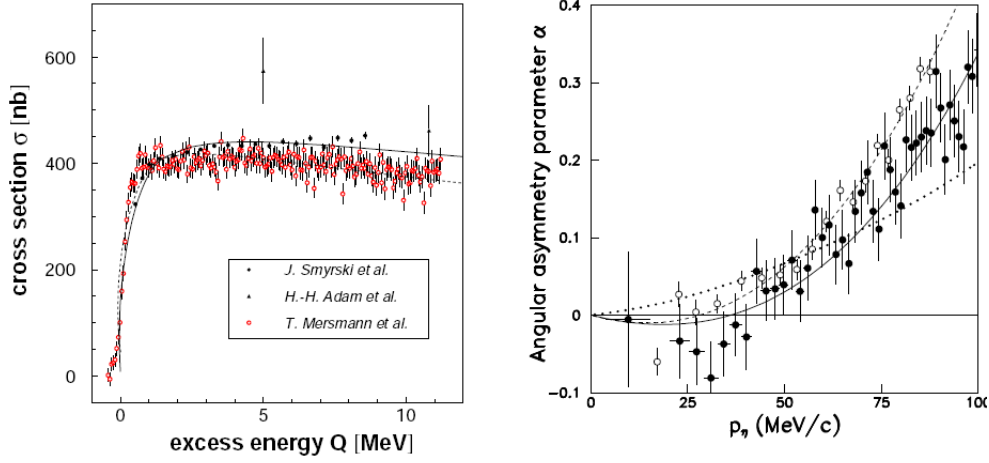 600
400
200
0
0
5
10
cross section σ [nb]
excess energy Q [MeV]
J. Smyrski et al.
H.-H. Adam et al.
T. Mersmann et al.
0.4
0.3
0.2
0.1
0
-0.1
0
25
50
75
100
Angular asymmetry parameter α
pη (MeV/c)